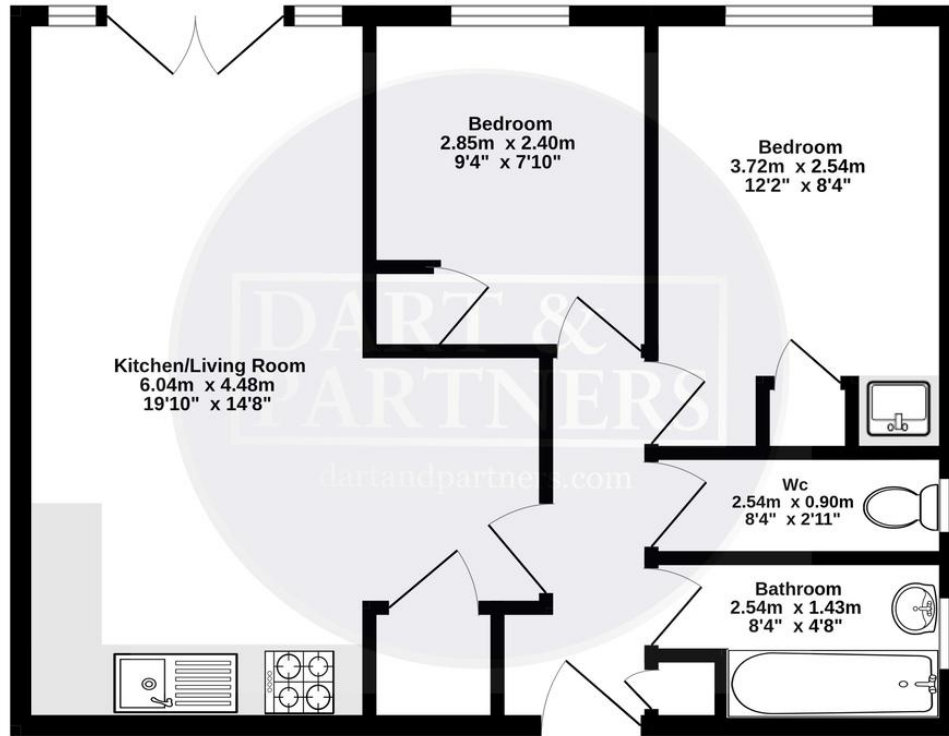 Bedroom
2.85m x 2.40m
9'4" x 7'10"
Bedroom
3.72m x 2.54m
12'2" x 8'4"
DART &
PARTNERS
dartandpartners.com
Kitchen/Living Room
6.04m x 4.48m
19'10" x 14'8"
Wc
2.54m x 0.90m
8'4" x 2'11"
Bathroom
2.54m x 1.43m
8'4" x 4'8"